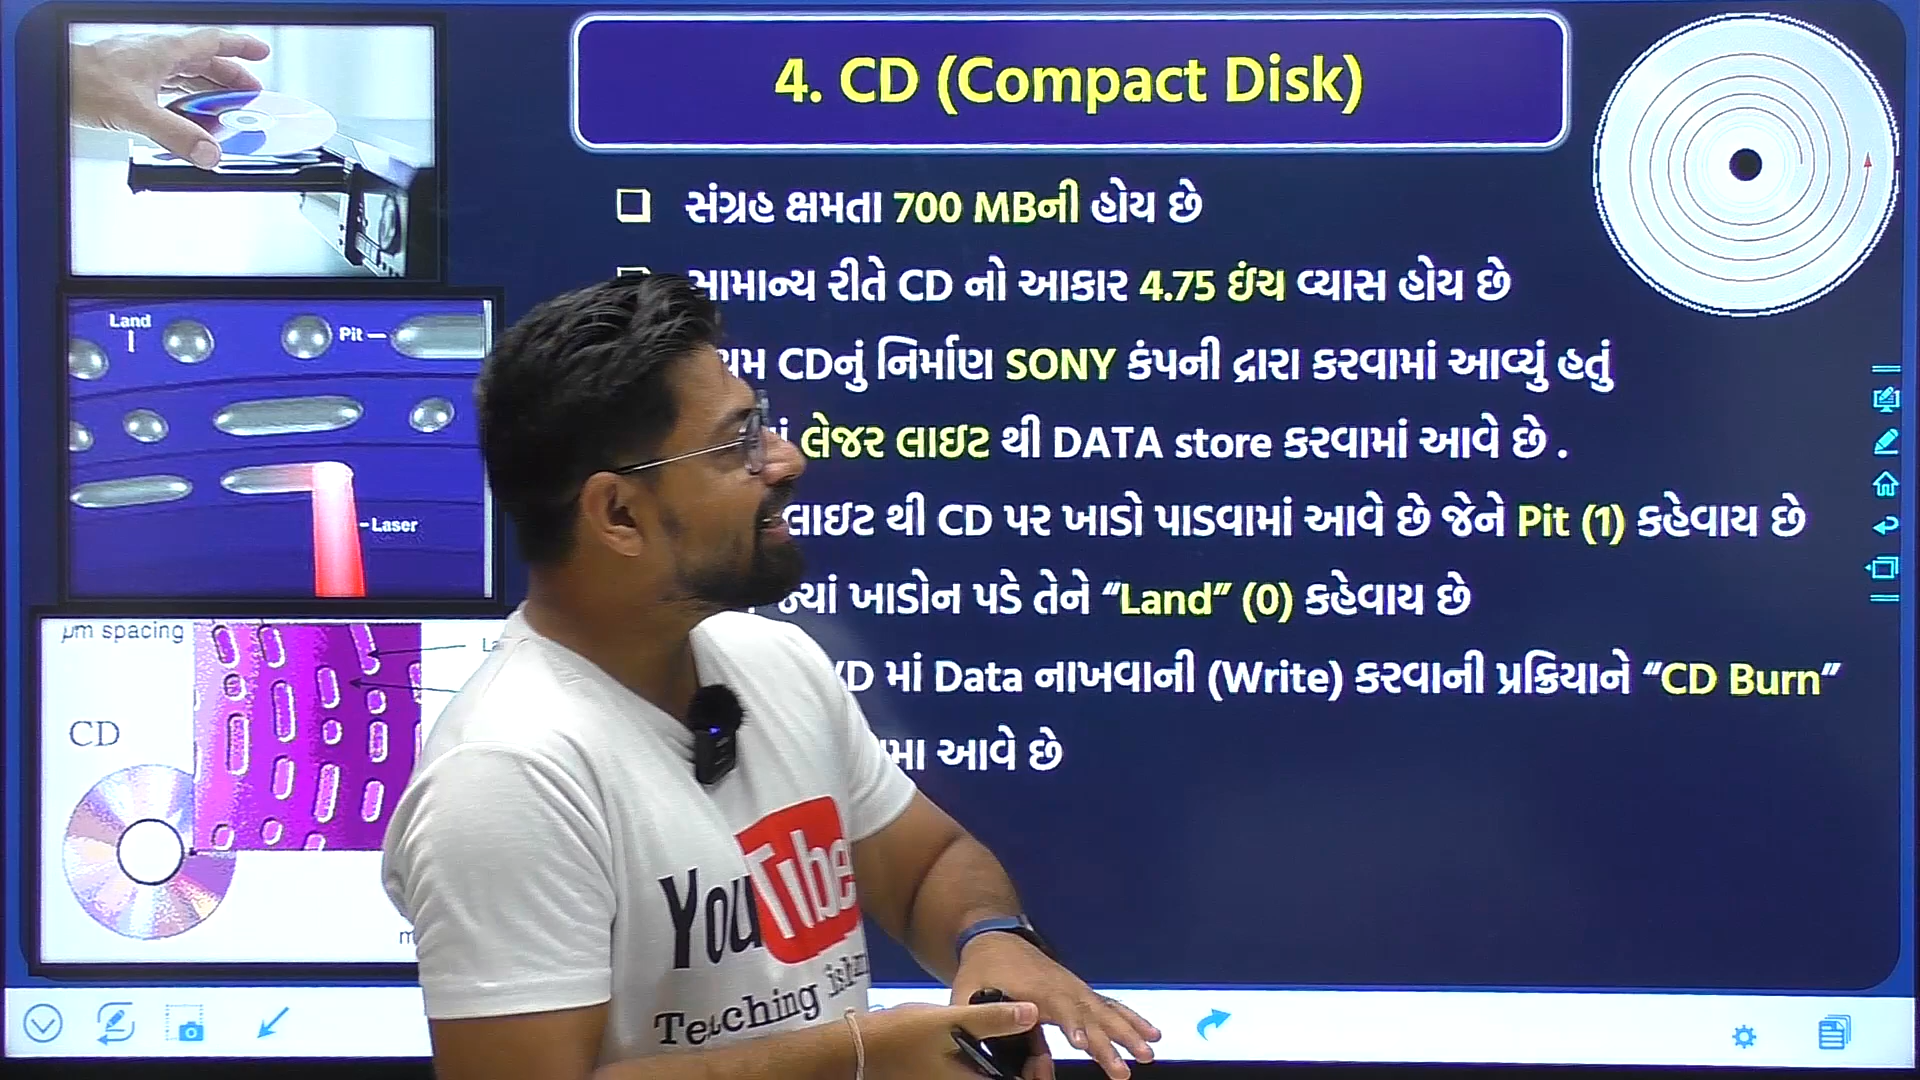 4. CD (Compact Disk)
❑ સંગ્રહ ક્ષમતા 700 MBની હોય છે
સામાન્ય રીતે CD નો આકાર 4.75 ઇંચ વ્યાસ હોય છે
CDનું નિર્માણ SONY કંપની દ્રારા કરવામાં આવ્યું હતું
લેજર લાઇટ થી DATA store કરવામાં આવે છે .
લાઇટ થી CD પર ખાડો પાડવામાં આવે છે જેને Pit (1) કહેવાય છે
જ્યાં ખાડોન પડે તેને “Land” (0) કહેવાય છે
માં Data નાખવાની (Write) કરવાની પ્રક્રિયાને “CD Burn”
આવે છે
Land
Pit
Laser
µm spacing
CD
YouTube
Teaching